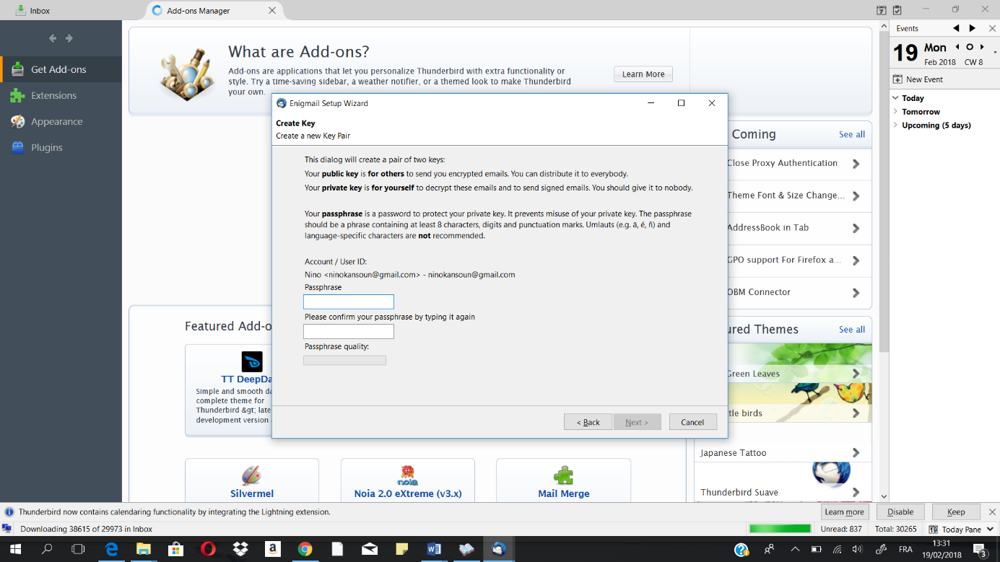 Inbox
Add-ons Manager
Events
19
Mon
Feb 2018 CW 8
New Event
Today
Tomorrow
Upcoming (5 days)
Get Add-ons
Extensions
Appearance
Plugins
What are Add-ons?
Add-ons are applications that let you personalize Thunderbird with extra functionality or
style. Try a time-saving sidebar, a weather notifier, or a themed look to make Thunderbird
your own.
Learn More
Enigmail Setup Wizard
Create Key
Create a new Key Pair
This dialog will create a pair of two keys:
Your public key is for others to send you encrypted emails. You can distribute it to everybody.
Your private key is for yourself to decrypt these emails and to send signed emails. You should give it to nobody.
Your passphrase is a password to protect your private key. It prevents misuse of your private key. The passphrase
should be a phrase containing at least 8 characters, digits and punctuation marks. Umlauts (e.g. ä, é, ñ) and
language-specific characters are not recommended.
Account / User ID:
Nino <ninokansoun@gmail.com> - ninokansoun@gmail.com
Passphrase
Please confirm your passphrase by typing it again
Passphrase quality:
< Back
Next >
Cancel
Coming
See all
Close Proxy Authentication
Theme Font & Size Change...
AddressBook in Tab
GPO support For Firefox a...
OBM Connector
ured Themes
See all
Green Leaves
tle birds
Japanese Tattoo
Thunderbird Suave
Featured Add-o
TT DeepDa
Simple and smooth da
complete theme for
Thunderbird &gt; late
development version
Silvermel
noia
Noia 2.0 eXtreme (v3.x)
Mail Merge
Thunderbird now contains calendaring functionality by integrating the Lightning extension.
Learn more
Disable
Keep
Downloading 38615 of 29973 in Inbox
Unread: 837
Total: 30265
19 Today Pane
FRA
13:31
19/02/2018
3